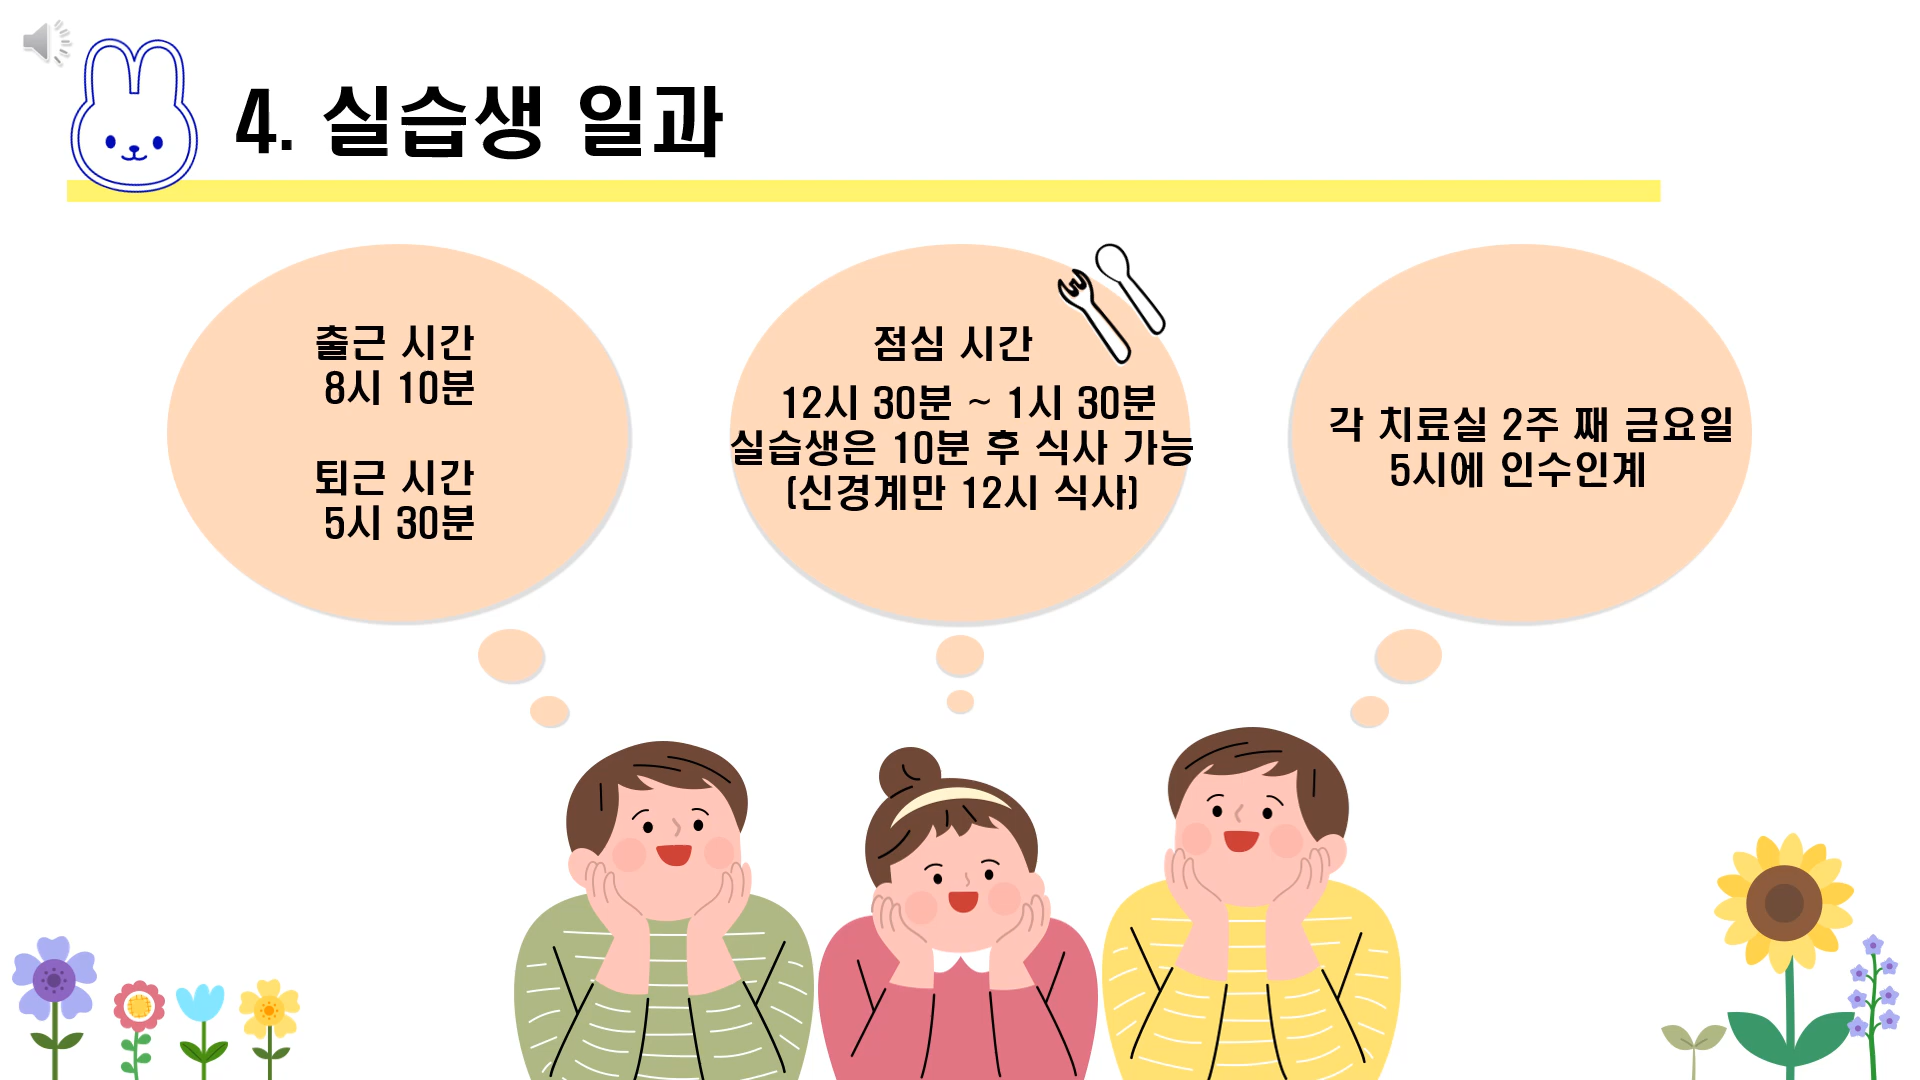 4. 실습생 일과
출근 시간
8시 10분
퇴근 시간
5시 30분
점심 시간
12시 30분 ~ 1시 30분
실습생은 10분 후 식사 가능
(신경계만 12시 식사)
각 치료실 2주 째 금요일
5시에 인수인계